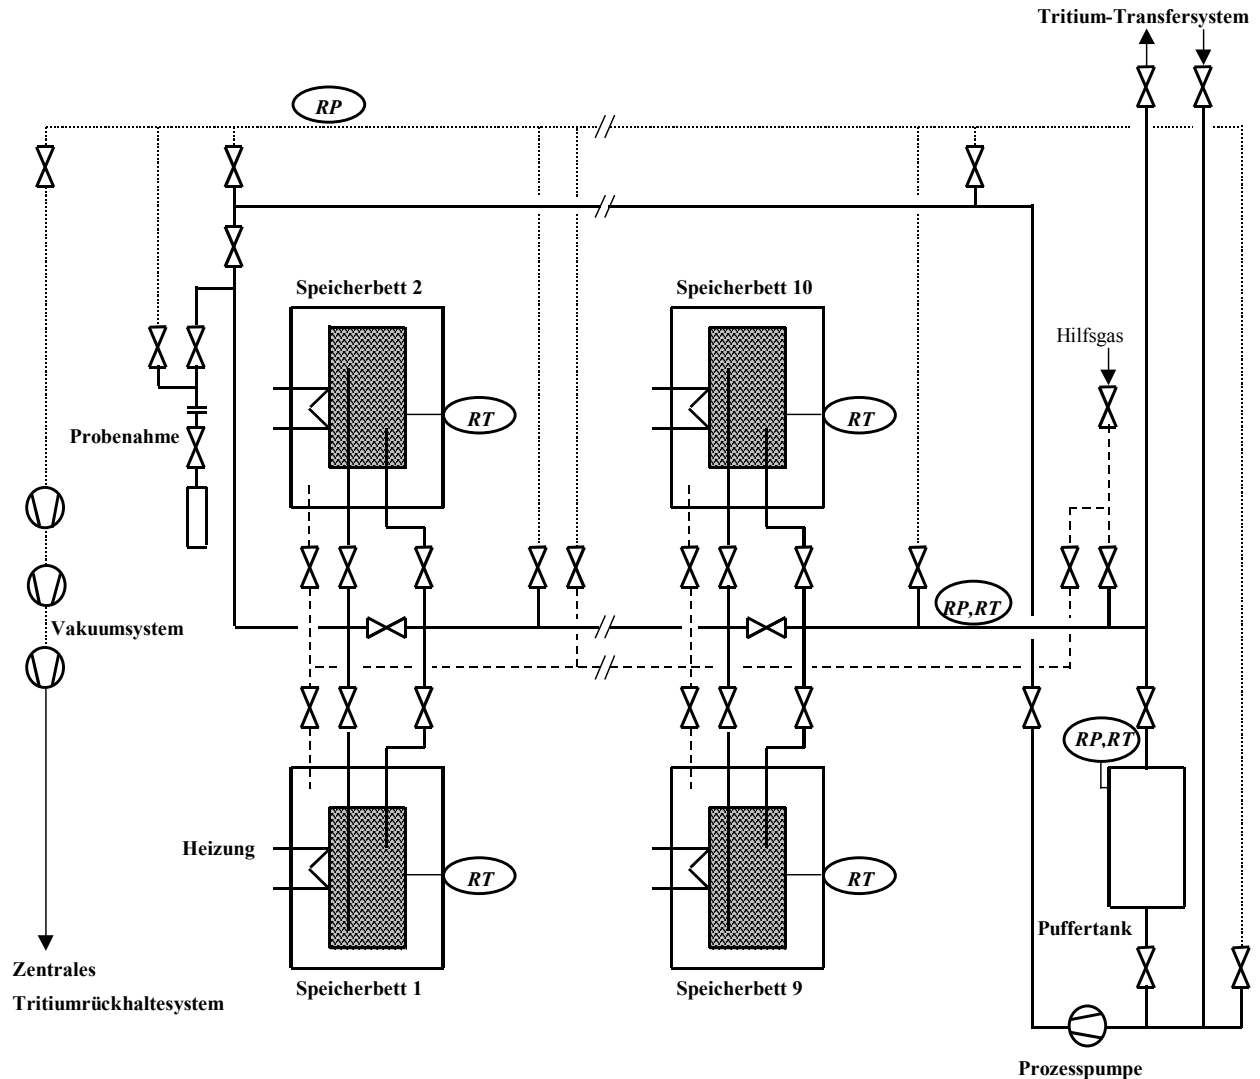 Tritium-Transfersystem
RP
Speicherbett 2
Speicherbett 10
Hilfsgas
RT
RT
Probenahme
RP,RT
Vakuumsystem
RP,RT
Heizung
RT
RT
Puffertank
Zentrales
Tritiumrückhaltesystem
Speicherbett 1
Speicherbett 9
Prozesspumpe